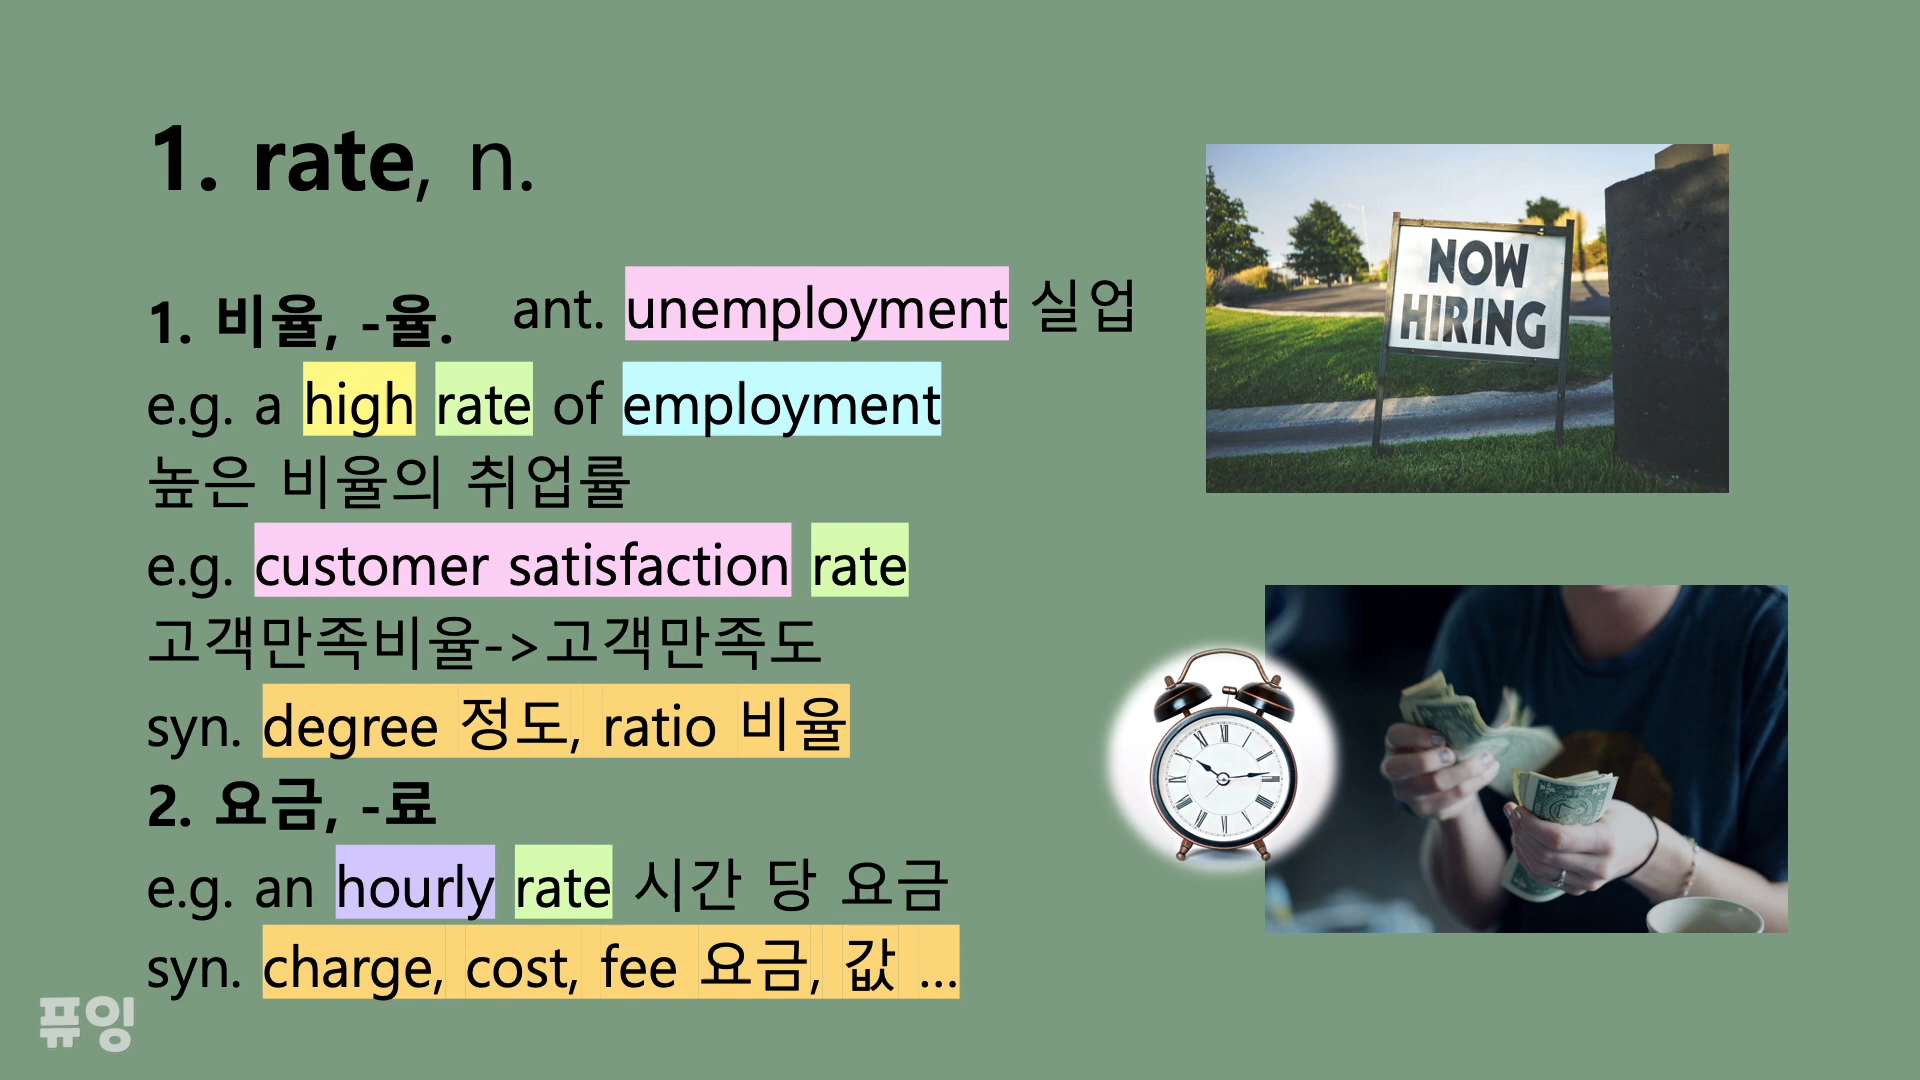 1. rate, n.
1. 비율, -율. ant. unemployment 실업
e.g. a high rate of employment
높은 비율의 취업률
e.g. customer satisfaction rate
고객만족비율->고객만족도
syn. degree 정도, ratio 비율
2. 요금, -료
e.g. an hourly rate 시간 당 요금
syn. charge, cost, fee 요금, 값 ...
NOW
HIRING
퓨잉